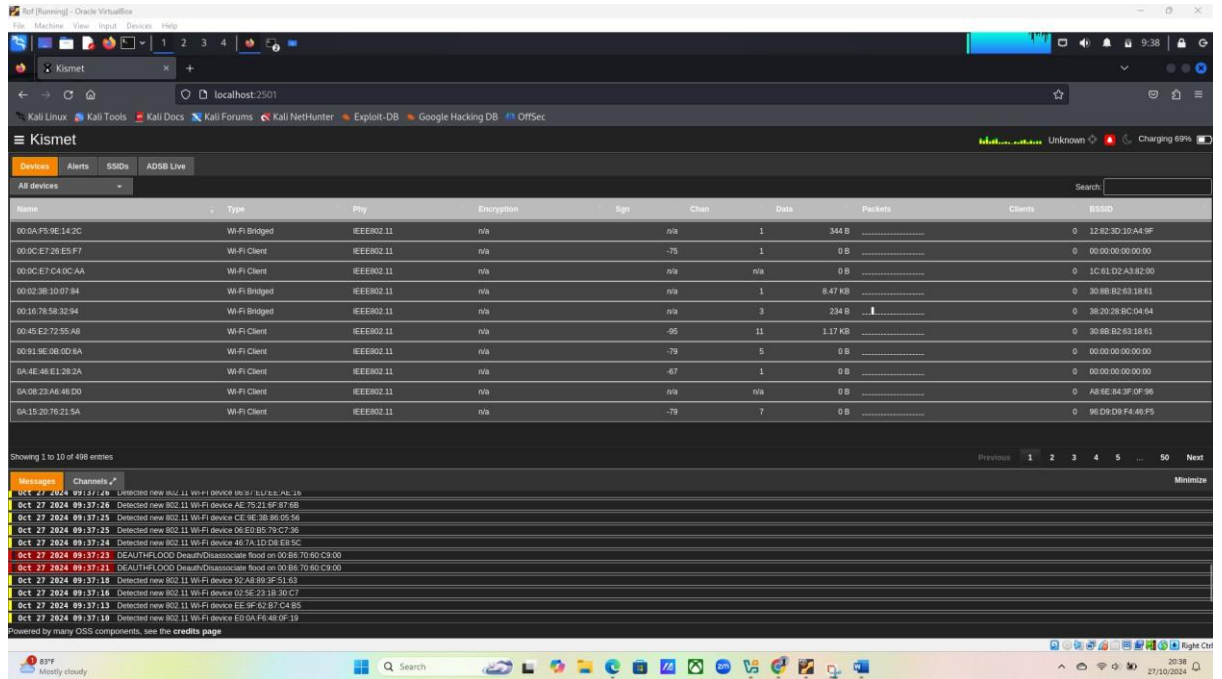 Rof [Running] - Oracle VirtualBox
File Machine View Input Devices Help
1 2 3 4 9:38
Kismet
localhost:2501
Kali Linux Kali Tools Kali Docs Kali Forums Kali NetHunter Exploit-DB Google Hacking DB OffSec
Kismet Unknown Charging 69%
Devices Alerts SSIDs ADSB Live
All devices Search:
Name Type Phy Encryption Sgn Chan Data Packets Clients BSSID
00:0A:F5:9E:14:2C Wi-Fi Bridged IEEE802.11 n/a n/a 1 344 B 0 12:82:3D:10:A4:9F
00:0C:E7:26:E5:F7 Wi-Fi Client IEEE802.11 n/a -75 1 0 B 0 00:00:00:00:00:00
00:0C:E7:C4:0C:AA Wi-Fi Client IEEE802.11 n/a n/a n/a 0 B 0 1C:61:D2:A3:82:00
00:02:3B:10:07:84 Wi-Fi Bridged IEEE802.11 n/a n/a 1 8.47 KB 0 30:8B:B2:63:18:61
00:16:78:58:32:94 Wi-Fi Bridged IEEE802.11 n/a n/a 3 234 B 0 38:20:28:BC:04:64
00:45:E2:72:55:A8 Wi-Fi Client IEEE802.11 n/a -95 11 1.17 KB 0 30:8B:B2:63:18:61
00:91:9E:0B:0D:6A Wi-Fi Client IEEE802.11 n/a -79 5 0 B 0 00:00:00:00:00:00
0A:4E:46:E1:28:2A Wi-Fi Client IEEE802.11 n/a -67 1 0 B 0 00:00:00:00:00:00
0A:08:23:A6:46:D0 Wi-Fi Client IEEE802.11 n/a n/a n/a 0 B 0 A8:6E:84:3F:0F:96
0A:15:20:76:21:5A Wi-Fi Client IEEE802.11 n/a -79 7 0 B 0 96:D9:D9:F4:46:F5
Showing 1 to 10 of 498 entries Previous 1 2 3 4 5 ... 50 Next
Messages Channels Minimize
Oct 27 2024 09:37:26 Detected new 802.11 Wi-Fi device 86:87:ED:EE:AE:16
Oct 27 2024 09:37:26 Detected new 802.11 Wi-Fi device AE:75:21:6F:87:6B
Oct 27 2024 09:37:25 Detected new 802.11 Wi-Fi device CE:9E:3B:86:05:56
Oct 27 2024 09:37:25 Detected new 802.11 Wi-Fi device 06:E0:B5:79:C7:36
Oct 27 2024 09:37:24 Detected new 802.11 Wi-Fi device 46:7A:1D:D8:E8:5C
Oct 27 2024 09:37:23 DEAUTHFLOOD Deauth/Disassociate flood on 00:B6:70:60:C9:00
Oct 27 2024 09:37:21 DEAUTHFLOOD Deauth/Disassociate flood on 00:B6:70:60:C9:00
Oct 27 2024 09:37:18 Detected new 802.11 Wi-Fi device 92:A8:89:3F:51:63
Oct 27 2024 09:37:16 Detected new 802.11 Wi-Fi device 02:5E:23:1B:30:C7
Oct 27 2024 09:37:13 Detected new 802.11 Wi-Fi device EE:9F:62:B7:C4:B5
Oct 27 2024 09:37:10 Detected new 802.11 Wi-Fi device E0:0A:F6:48:0F:19
Powered by many OSS components, see the credits page
Right Ctrl
83°F
Mostly cloudy
Search
20:38
27/10/2024